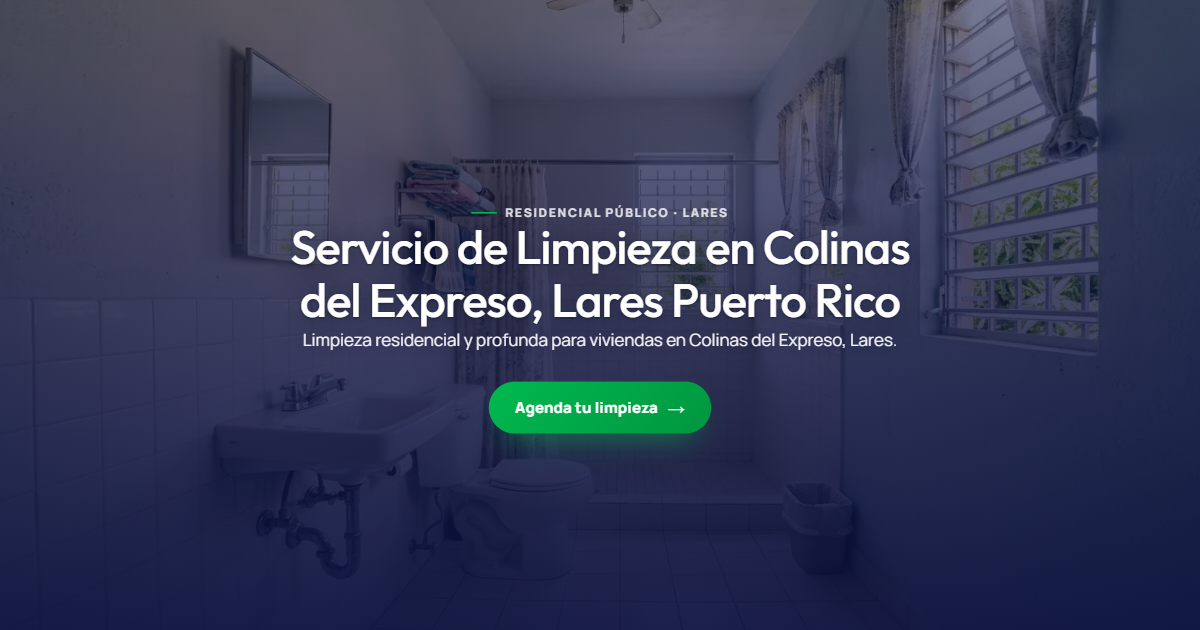 RESIDENCIAL PÚBLICO · LARES
Servicio de Limpieza en Colinas
del Expreso, Lares Puerto Rico
Limpieza residencial y profunda para viviendas en Colinas del Expreso, Lares.
Agenda tu limpieza →